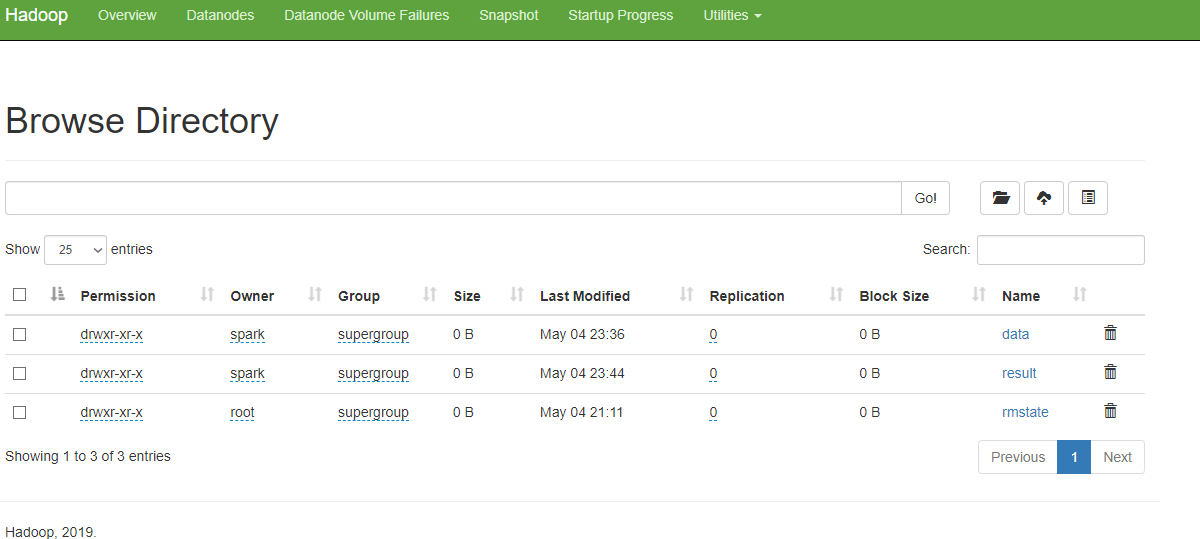 Hadoop Overview Datanodes Datanode Volume Failures Snapshot Startup Progress Utilities
Browse Directory
Go!
Show 25 entries Search:
Permission Owner Group Size Last Modified Replication Block Size Name
drwxr-xr-x spark supergroup 0 B May 04 23:36 0 0 B data
drwxr-xr-x spark supergroup 0 B May 04 23:44 0 0 B result
drwxr-xr-x root supergroup 0 B May 04 21:11 0 0 B rmstate
Showing 1 to 3 of 3 entries Previous 1 Next
Hadoop, 2019.